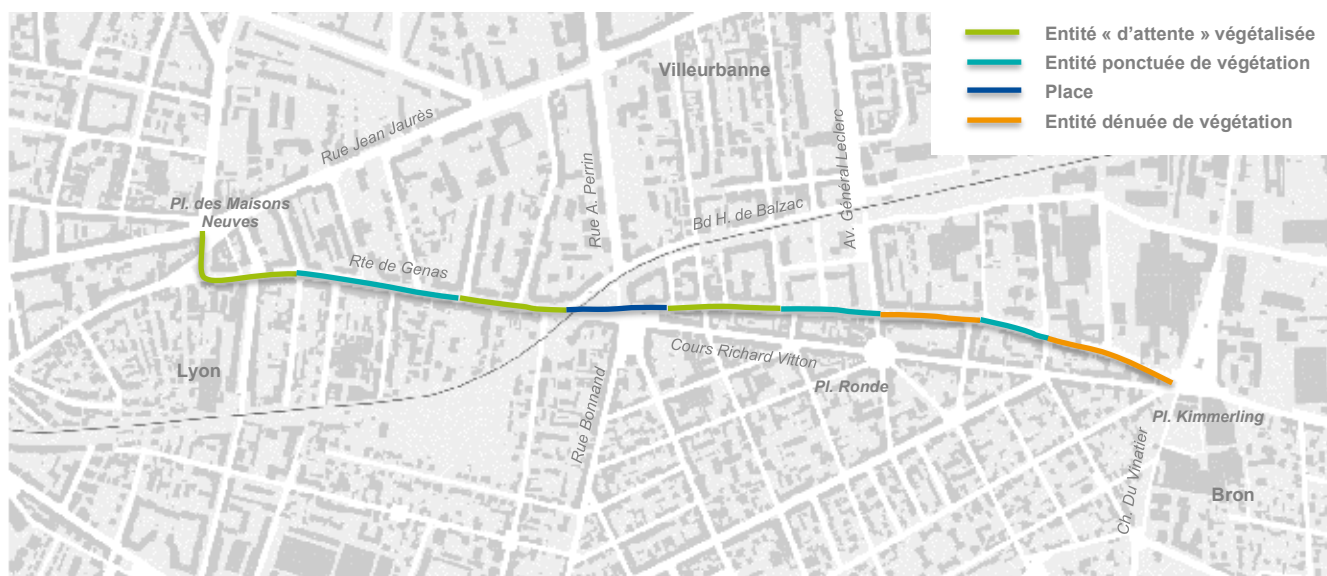 Entité « d'attente » végétalisée
Entité ponctuée de végétation
Place
Entité dénuée de végétation
Villeurbanne
Rue Jean Jaurès
Rue A. Perrin
Av. Général Leclerc
Pl. des Maisons
Neuves
Bd H. de Balzac
Rte de Genas
Cours Richard Vitton
Lyon
Pl. Ronde
Rue Bonnand
Pl. Kimmerling
Ch. Du Vinatier
Bron